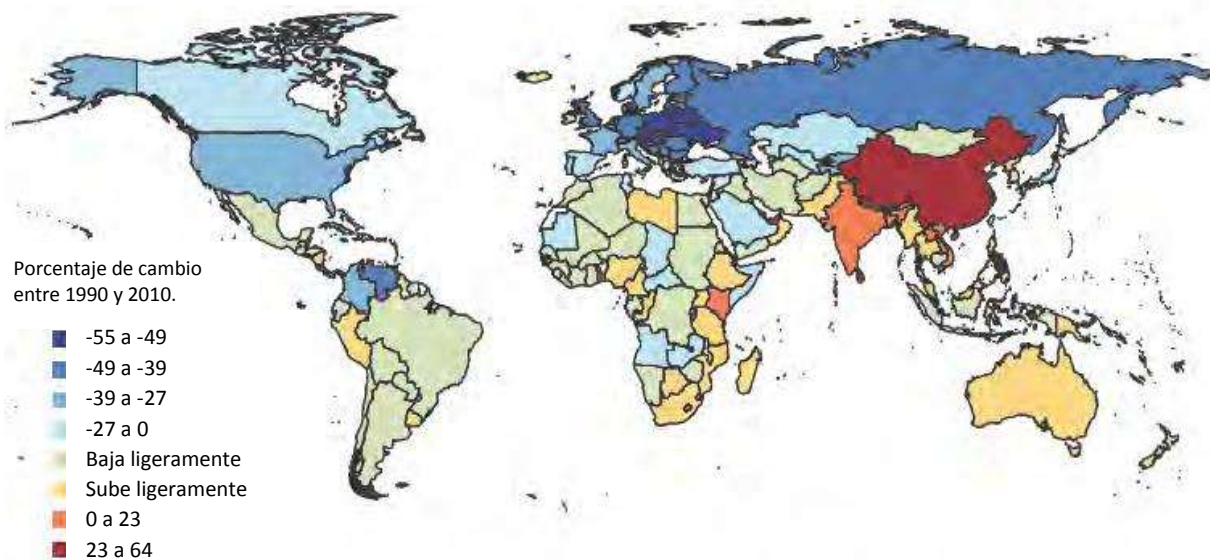 Porcentaje de cambio
entre 1990 y 2010.
-55 a -49
-49 a -39
-39 a -27
-27 a 0
Baja ligeramente
Sube ligeramente
0 a 23
23 a 64